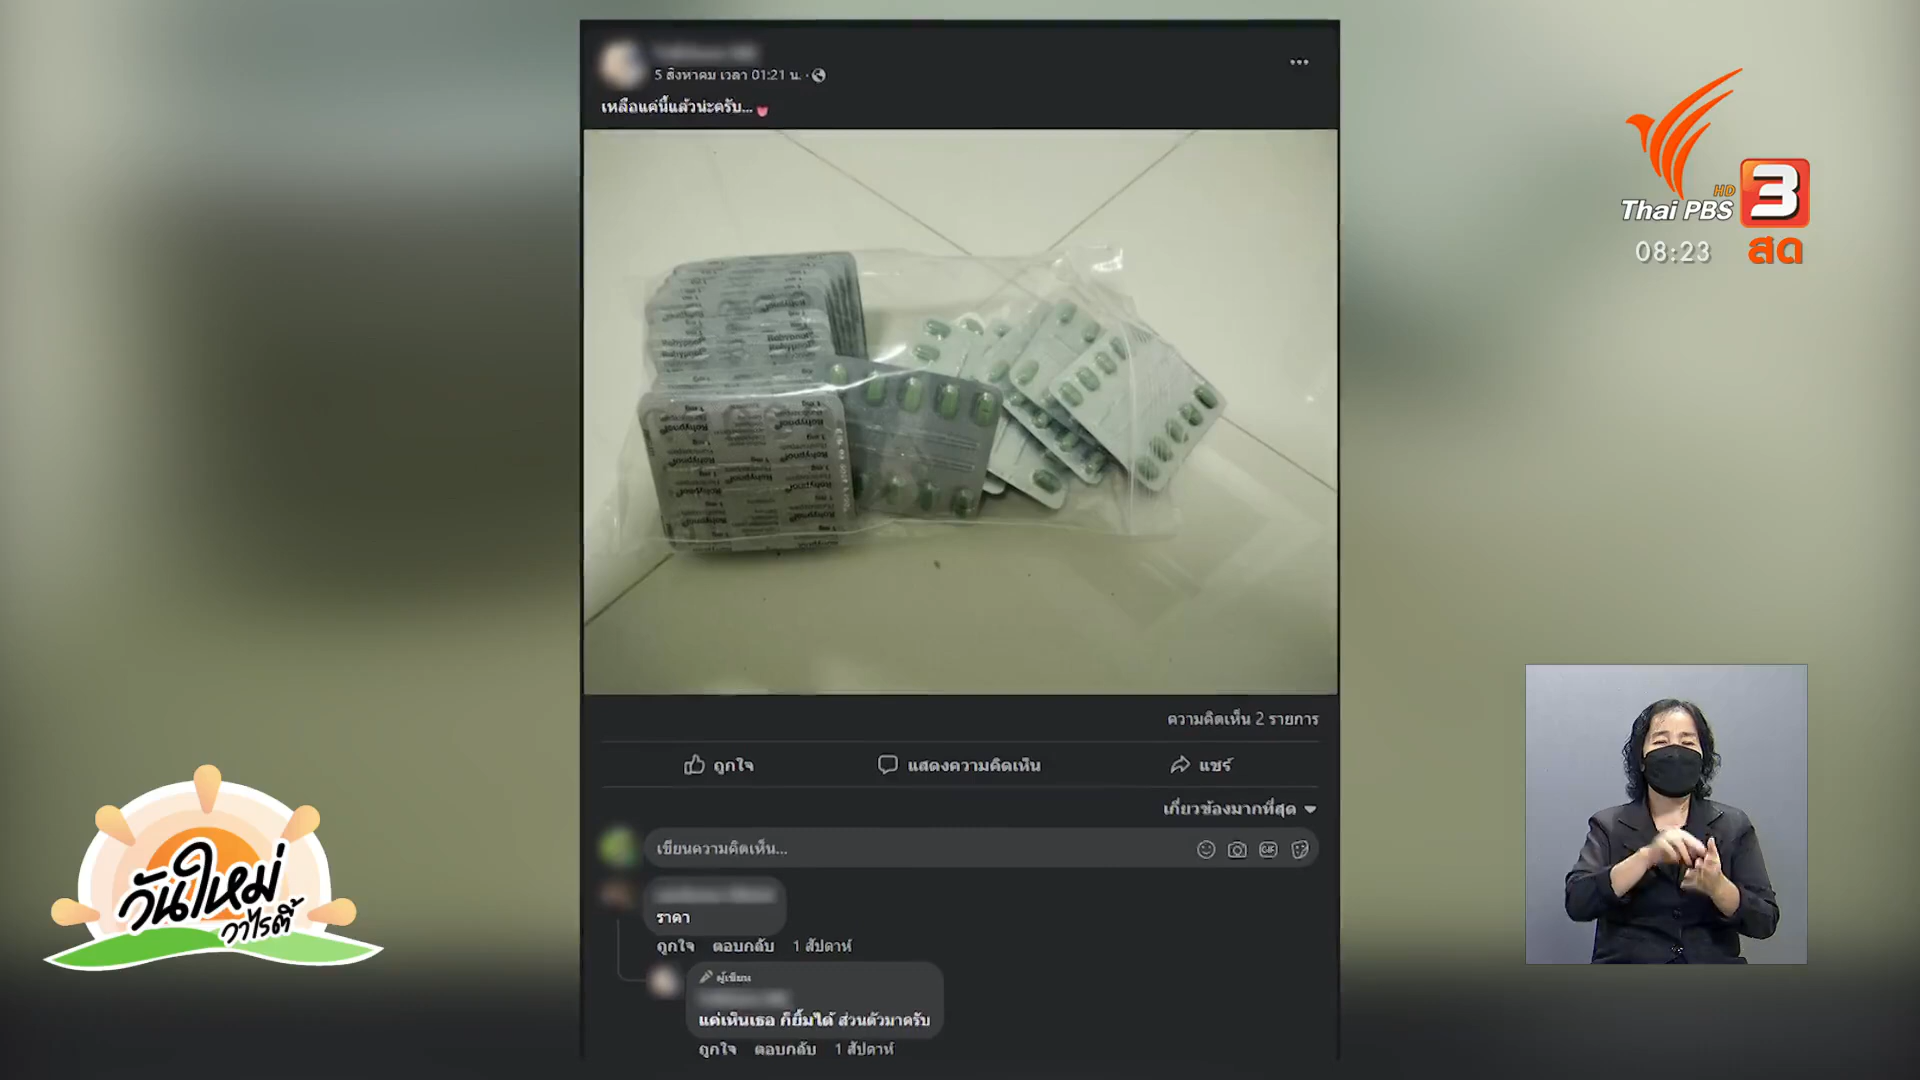 5 สิงหาคม เวลา 01:21 น.
เหลือแค่นี้แล้วน่ะครับ...
Rohypnol
1 mg
ความคิดเห็น 2 รายการ
ถูกใจ
แสดงความคิดเห็น
แชร์
เกี่ยวข้องมากที่สุด
เขียนความคิดเห็น...
GIF
ราคา
ถูกใจ ตอบกลับ 1 สัปดาห์
ผู้เขียน
แค่เห็นเธอ ก็ยิ้มได้ ส่วนตัวมาครับ
ถูกใจ ตอบกลับ 1 สัปดาห์
Thai PBS HD 3
08:23 สด
วันใหม่
วาไรตี้